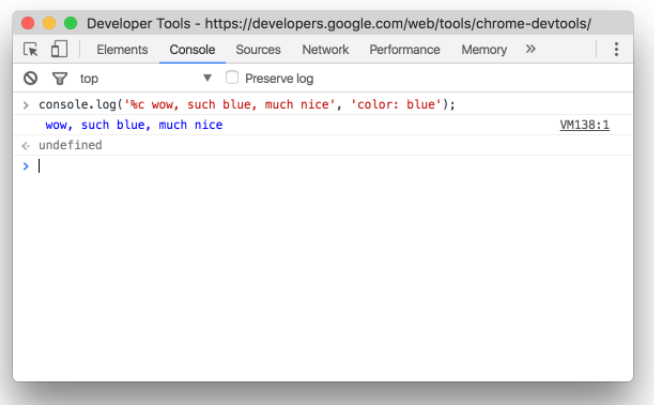 Developer Tools - https://developers.google.com/web/tools/chrome-devtools/
Elements Console Sources Network Performance Memory »
top ▼ Preserve log
> console.log('%c wow, such blue, much nice', 'color: blue');
wow, such blue, much nice VM138:1
<· undefined
>